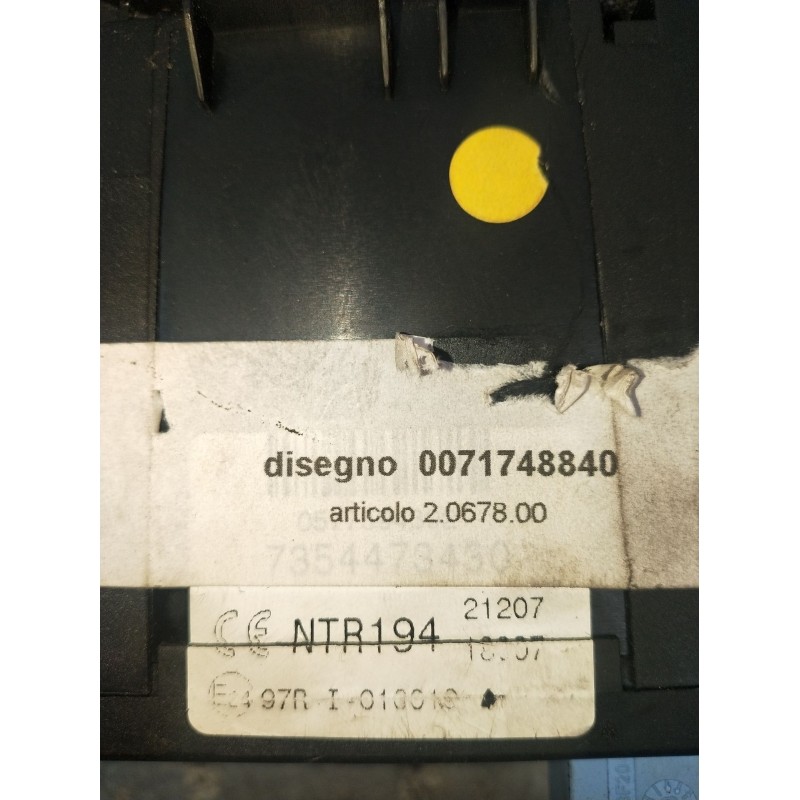 disegno 0071748840
articolo 2.0678.00
7354473430
CE NTR194 21207
97R I